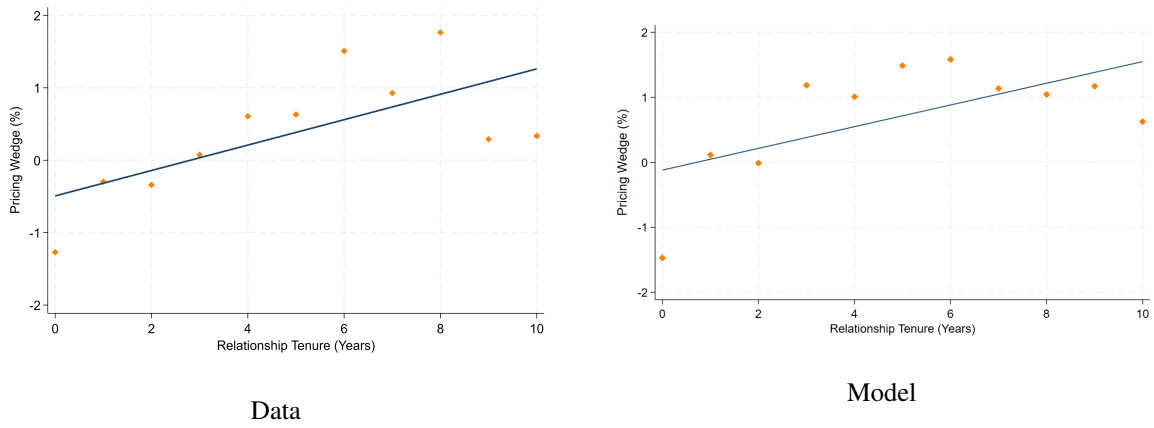 2
1
0
-1
-2
Pricing Wedge (%)
0 2 4 6 8 10
Relationship Tenure (Years)
Data
2
1
0
-1
-2
Pricing Wedge (%)
0 2 4 6 8 10
Relationship Tenure (Years)
Model